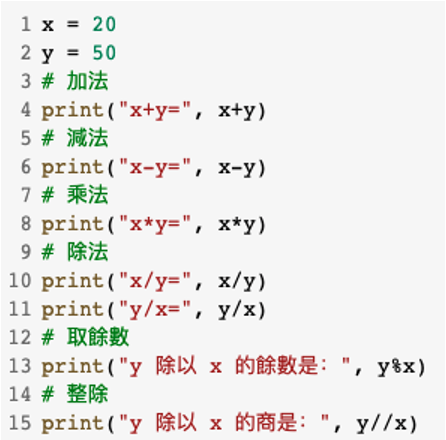 1 x = 20
2 y = 50
3 # 加法
4 print("x+y=", x+y)
5 # 減法
6 print("x-y=", x-y)
7 # 乘法
8 print("x*y=", x*y)
9 # 除法
10 print("x/y=", x/y)
11 print("y/x=", y/x)
12 # 取餘數
13 print("y 除以 x 的餘數是：", y%x)
14 # 整除
15 print("y 除以 x 的商是：", y//x)